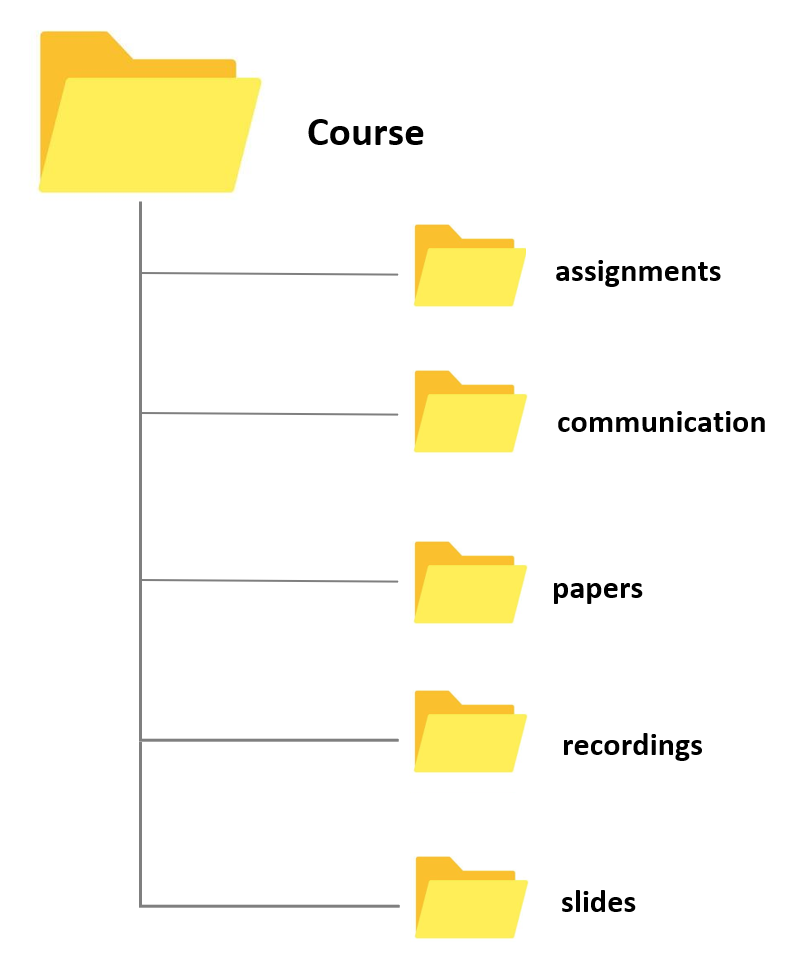 Course
assignments
communication
papers
recordings
slides